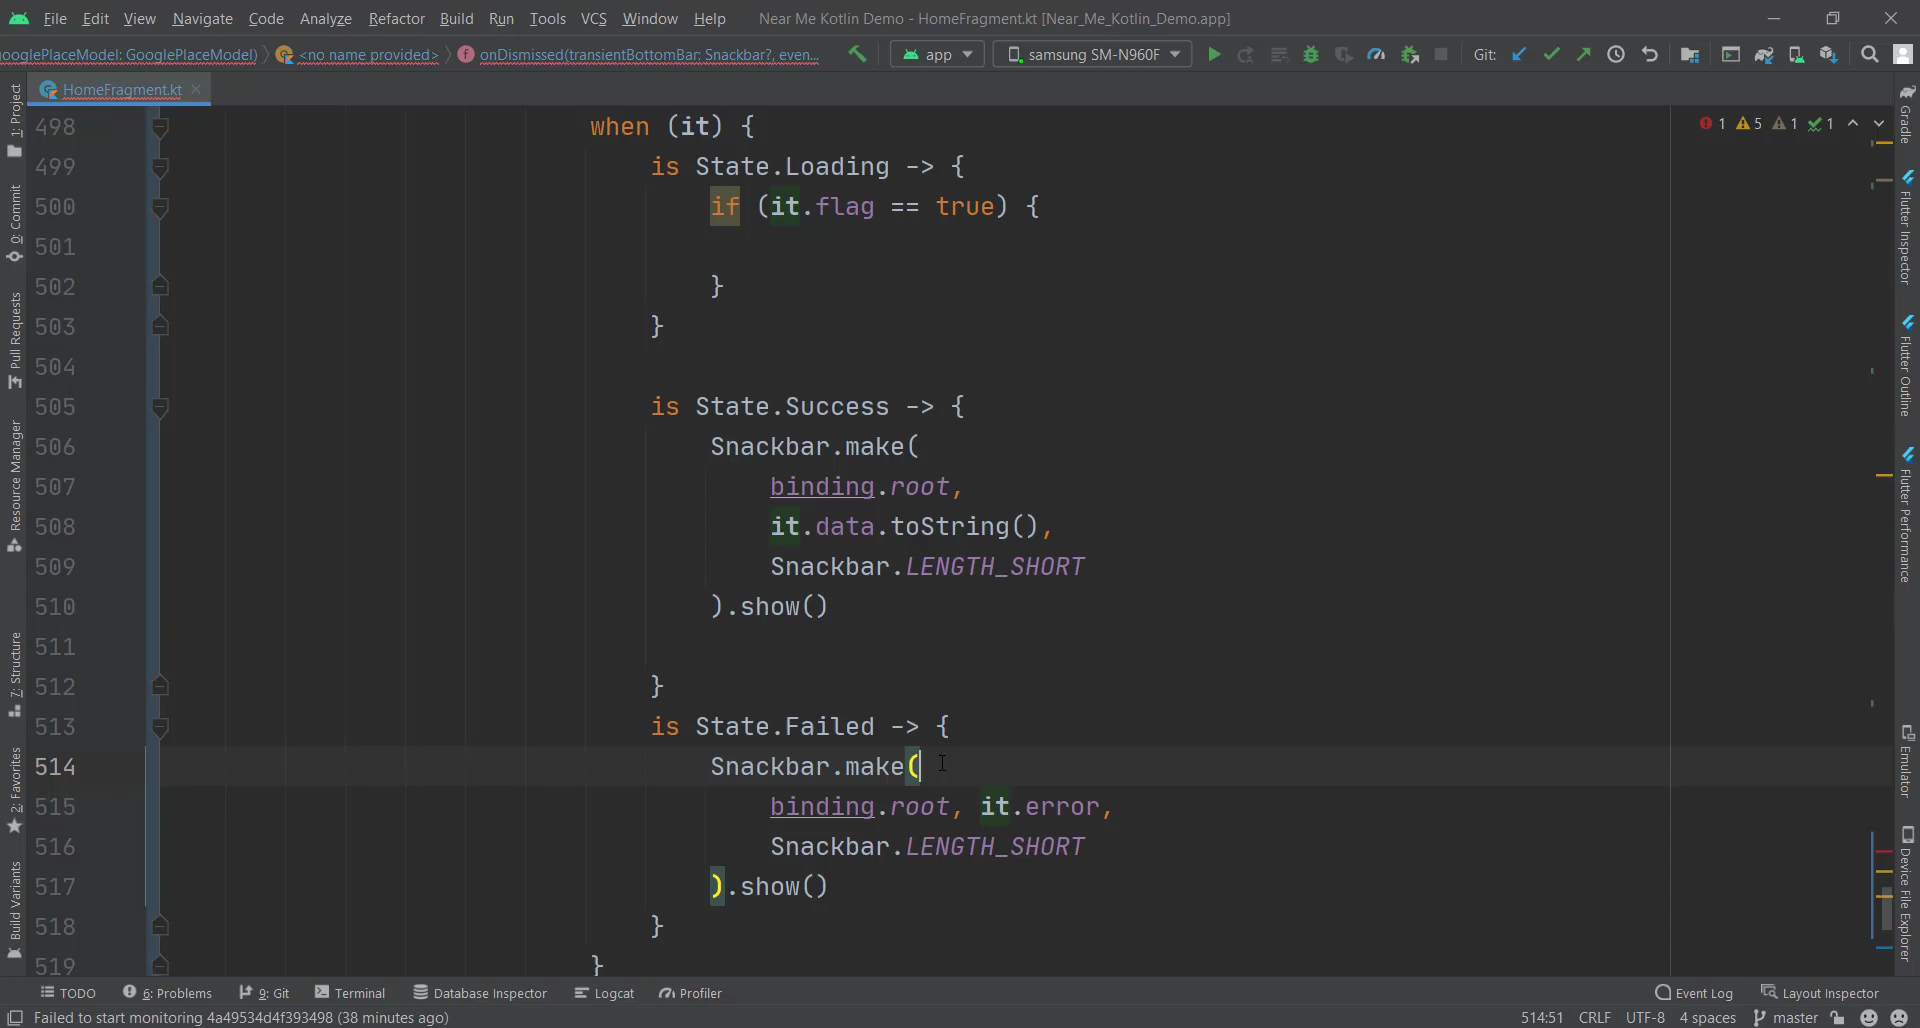 File Edit View Navigate Code Analyze Refactor Build Run Tools VCS Window Help Near Me Kotlin Demo - HomeFragment.kt [Near_Me_Kotlin_Demo.app]
ooglePlaceModel: GooglePlaceModel) <no name provided> f onDismissed(transientBottomBar: Snackbar?, even... app samsung SM-N960F Git:
HomeFragment.kt
1 5 1 1
498 when (it) {
499 is State.Loading -> {
500 if (it.flag == true) {
501
502 }
503 }
504
505 is State.Success -> {
506 Snackbar.make(
507 binding.root,
508 it.data.toString(),
509 Snackbar.LENGTH_SHORT
510 ).show()
511
512 }
513 is State.Failed -> {
514 Snackbar.make(
515 binding.root, it.error,
516 Snackbar.LENGTH_SHORT
517 ).show()
518 }
519 }
1: Project
0: Commit
Pull Requests
Resource Manager
7: Structure
2: Favorites
Build Variants
Gradle
Flutter Inspector
Flutter Outline
Flutter Performance
Emulator
Device File Explorer
TODO 6: Problems 9: Git Terminal Database Inspector Logcat Profiler Event Log Layout Inspector
Failed to start monitoring 4a49534d4f393498 (38 minutes ago) 514:51 CRLF UTF-8 4 spaces master